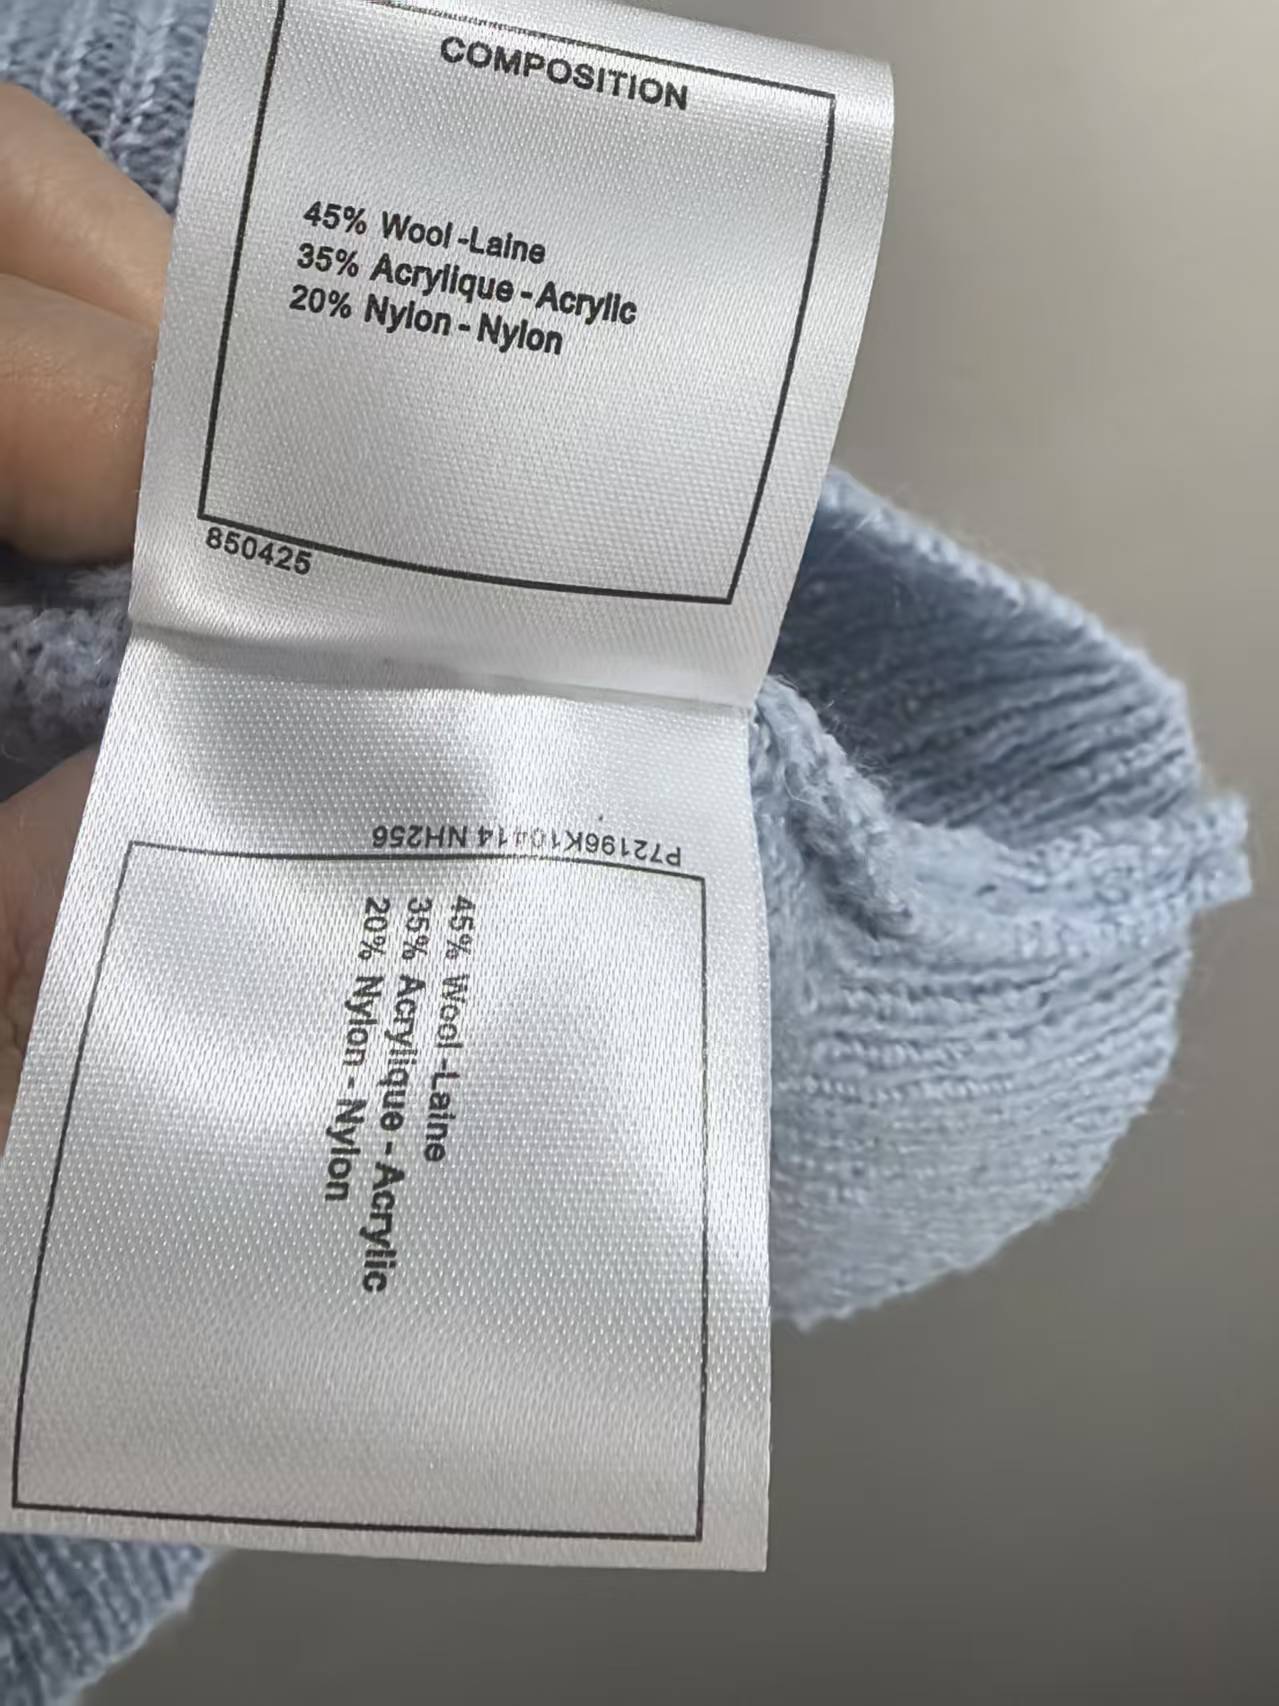 COMPOSITION
45% Wool -Laine
35% Acrylique - Acrylic
20% Nylon - Nylon
850425
P72196K10414 NH256
45% Wool -Laine
35% Acrylique - Acrylic
20% Nylon - Nylon